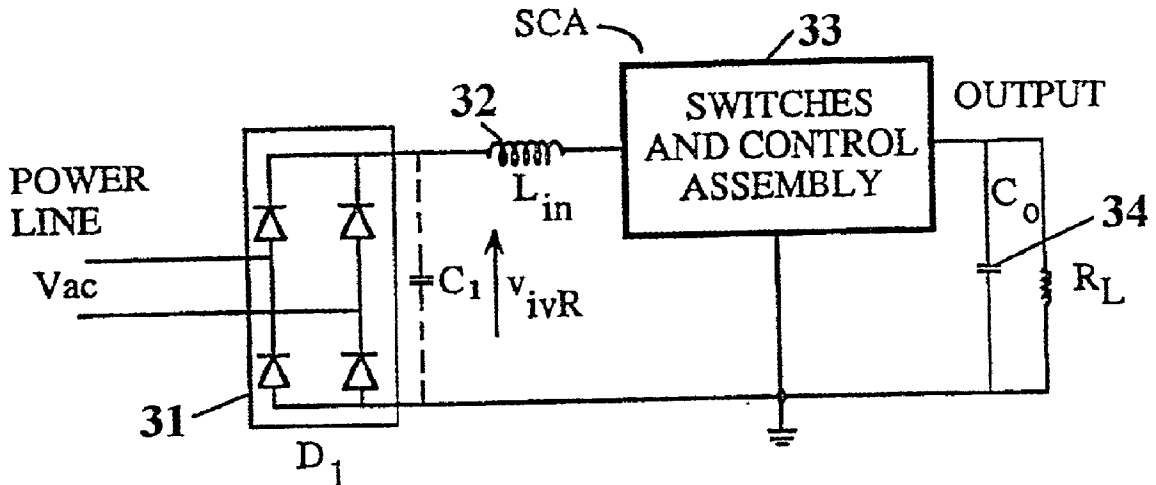 SCA
33
SWITCHES
AND CONTROL
ASSEMBLY
OUTPUT
32
L_in
POWER
LINE
Vac
C_1
v_ivR
C_o
34
R_L
31
D_1